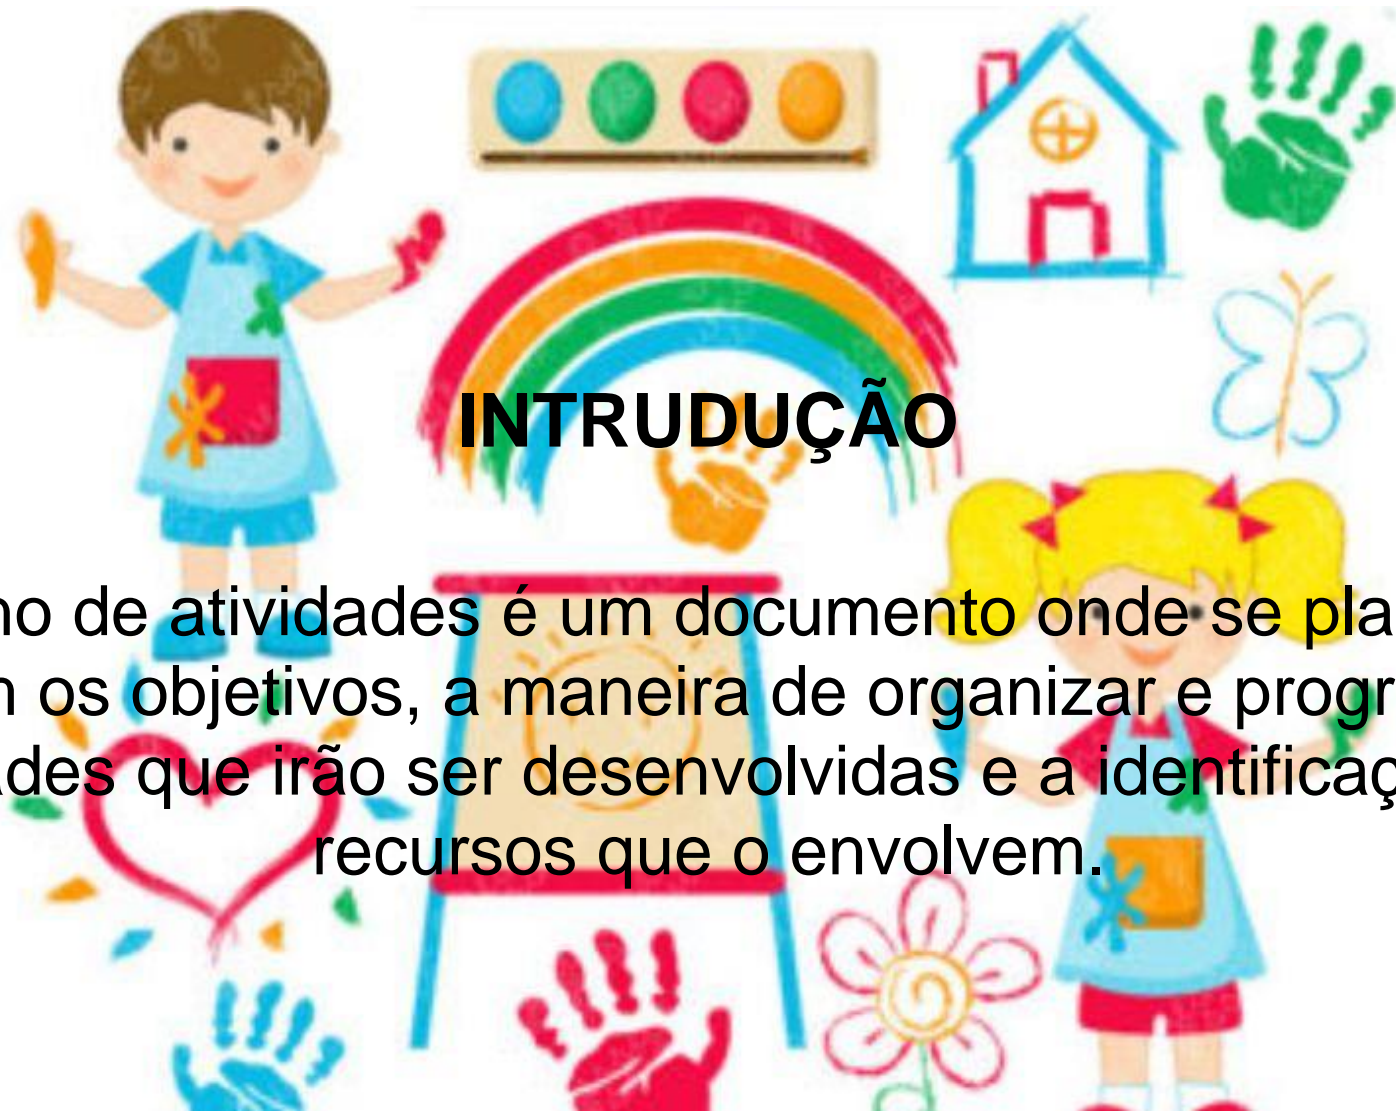 INTRUDUÇÃO
no de atividades é um documento onde se pla
os objetivos, a maneira de organizar e progr
ades que irão ser desenvolvidas e a identificaç
recursos que o envolvem.